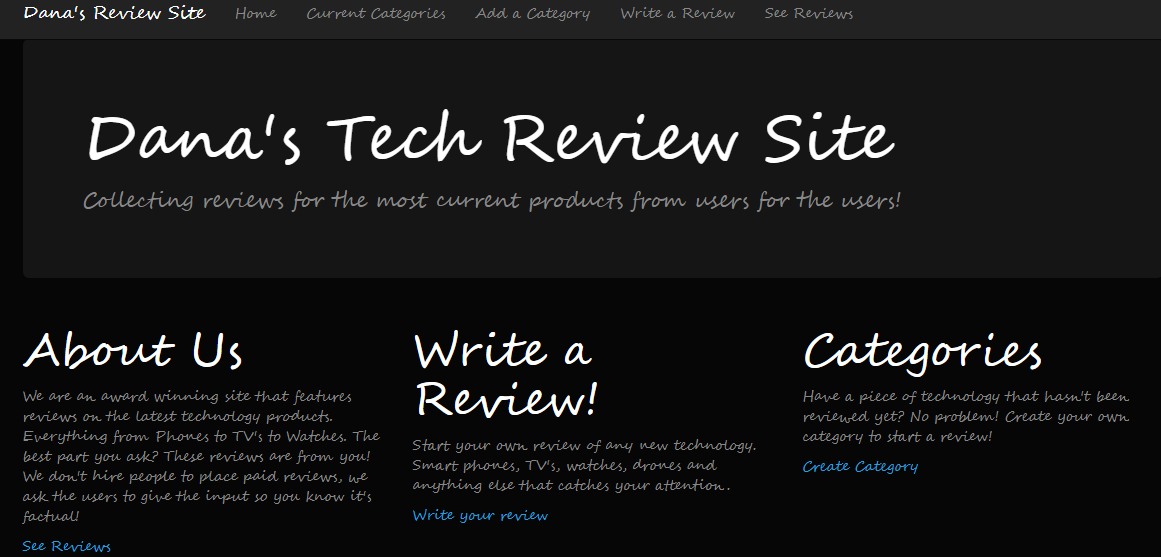 Dana's Review Site Home Current Categories Add a Category Write a Review See Reviews
Dana's Tech Review Site
Collecting reviews for the most current products from users for the users!
About Us
We are an award winning site that features
reviews on the latest technology products.
Everything from Phones to TV's to Watches. The
best part you ask? These reviews are from you!
We don't hire people to place paid reviews, we
ask the users to give the input so you know it's
factual!
See Reviews
Write a
Review!
Start your own review of any new technology.
Smart phones, TV's, watches, drones and
anything else that catches your attention.
Write your review
Categories
Have a piece of technology that hasn't been
reviewed yet? No problem! Create your own
category to start a review!
Create Category